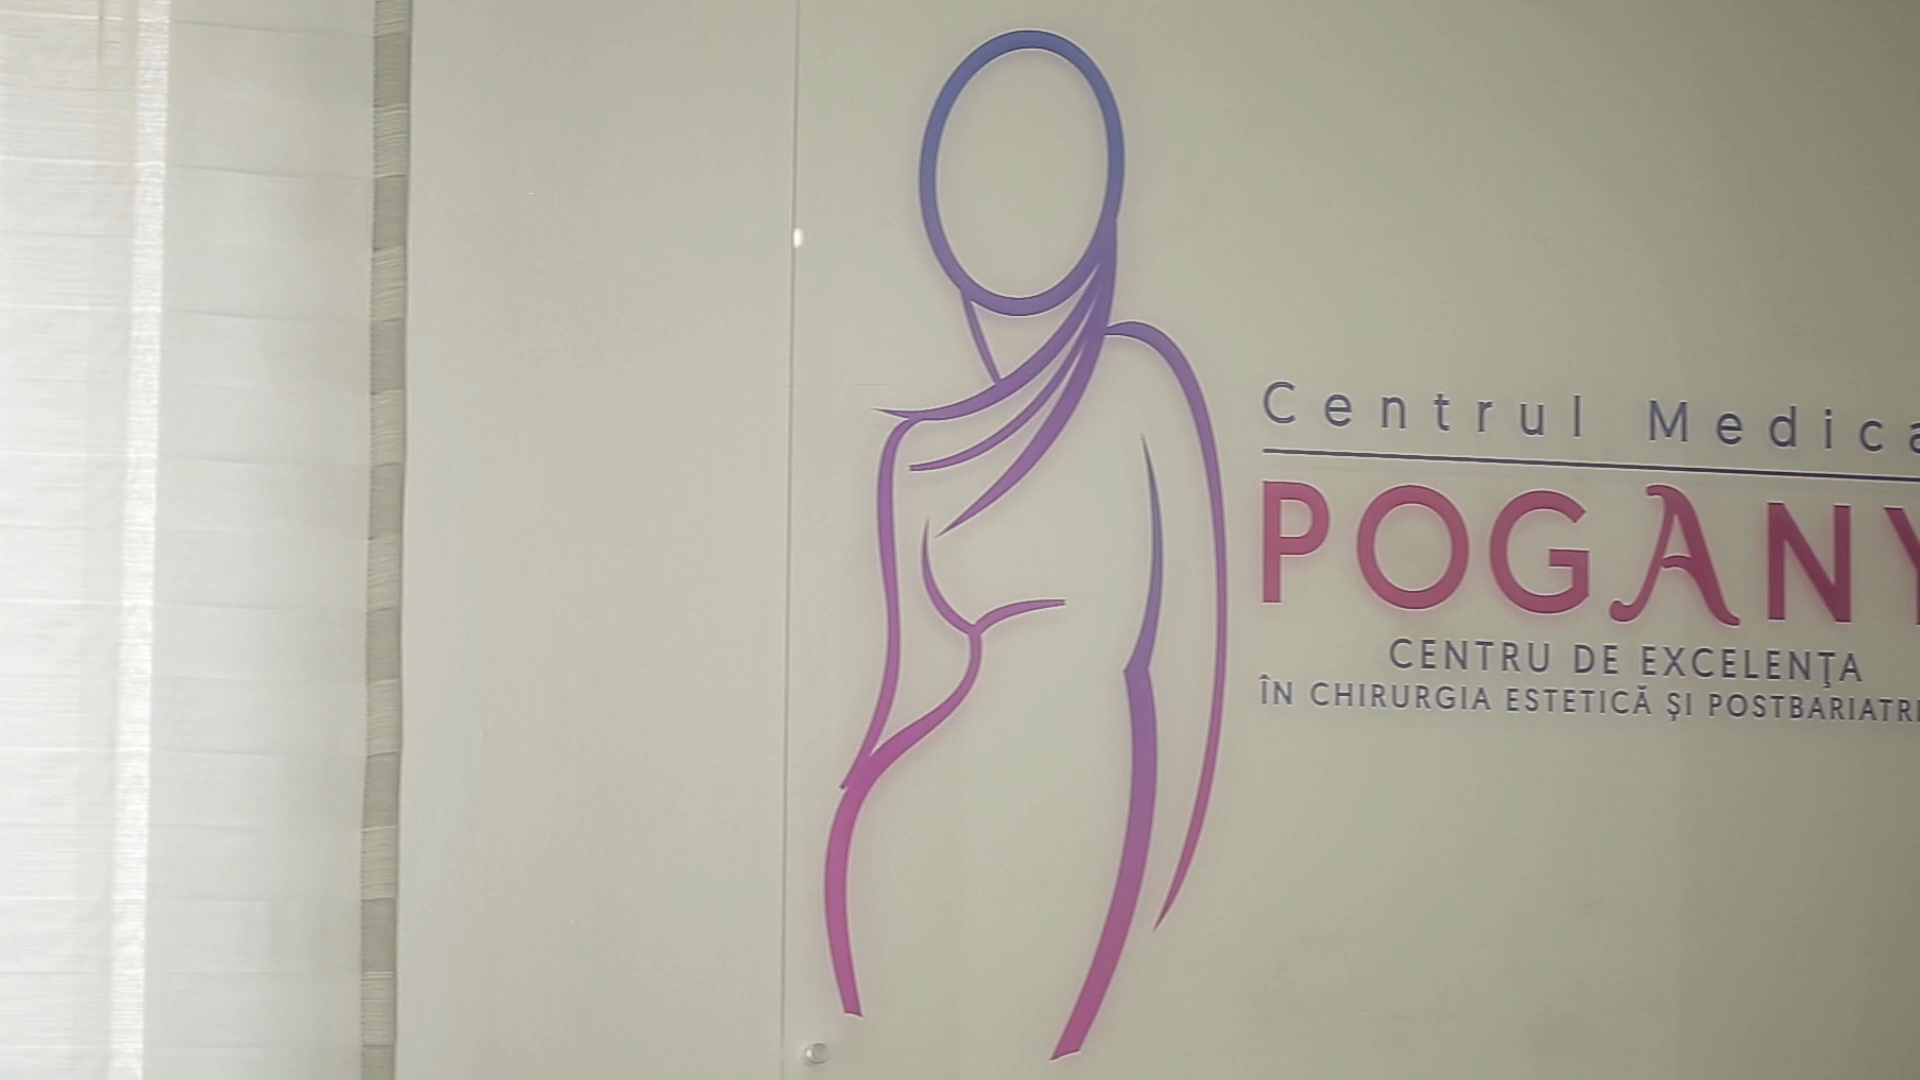 Centrul Medica
POGANY
CENTRU DE EXCELENŢA
ÎN CHIRURGIA ESTETICĂ ŞI POSTBARIATRI